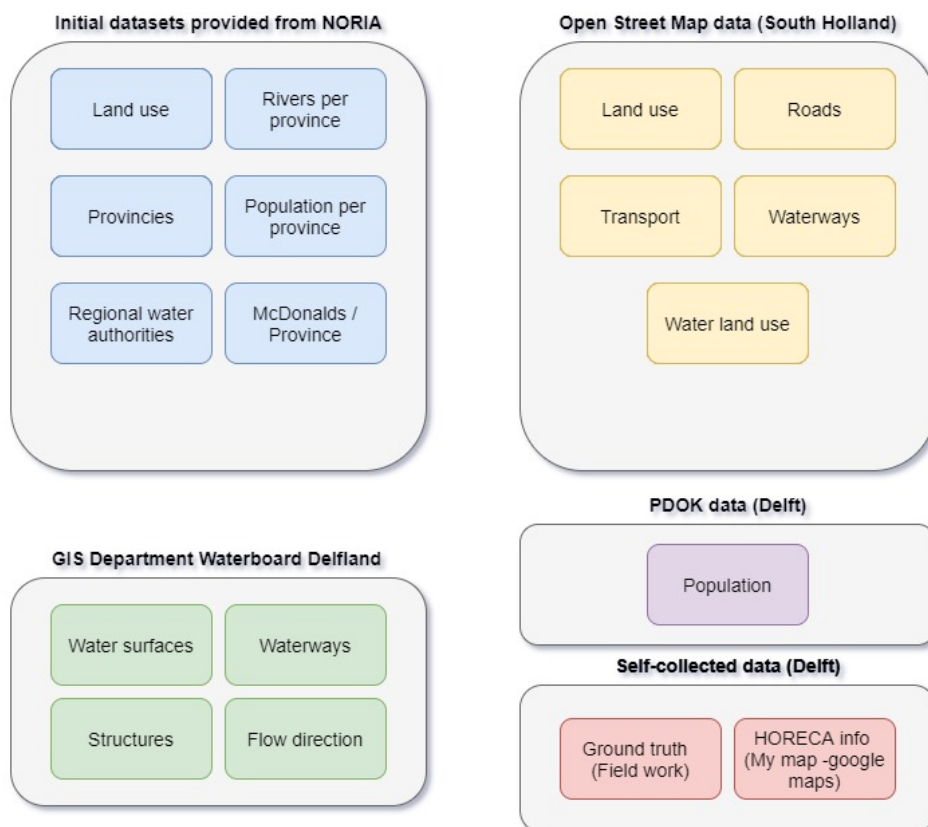 Initial datasets provided from NORIA
Land use
Rivers per
province
Provincies
Population per
province
Regional water
authorities
McDonalds /
Province
Open Street Map data (South Holland)
Land use
Roads
Transport
Waterways
Water land use
GIS Department Waterboard Delfland
Water surfaces
Waterways
Structures
Flow direction
PDOK data (Delft)
Population
Self-collected data (Delft)
Ground truth
(Field work)
HORECA info
(My map -google
maps)